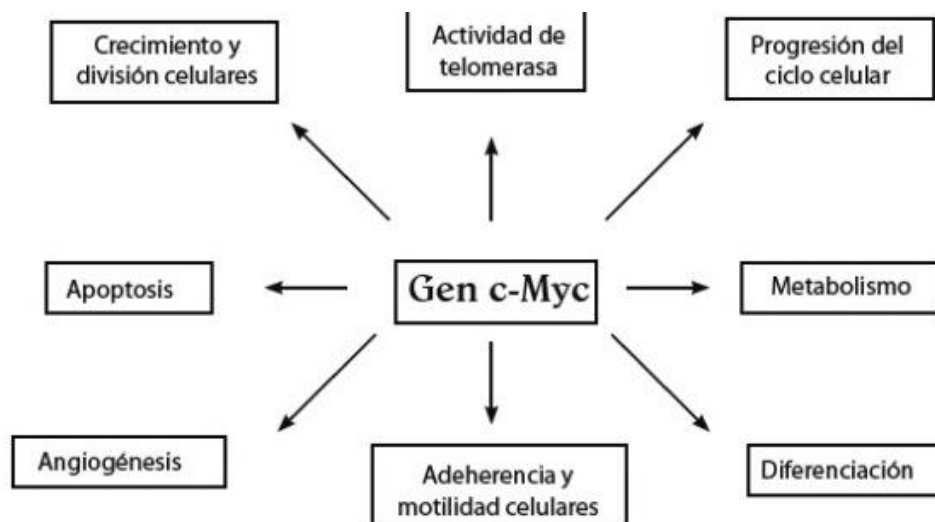 Crecimiento y
división celulares
Actividad de
telomerasa
Progresión del
ciclo celular
Apoptosis
Gen c-Myc
Metabolismo
Angiogénesis
Adeherencia y
motilidad celulares
Diferenciación